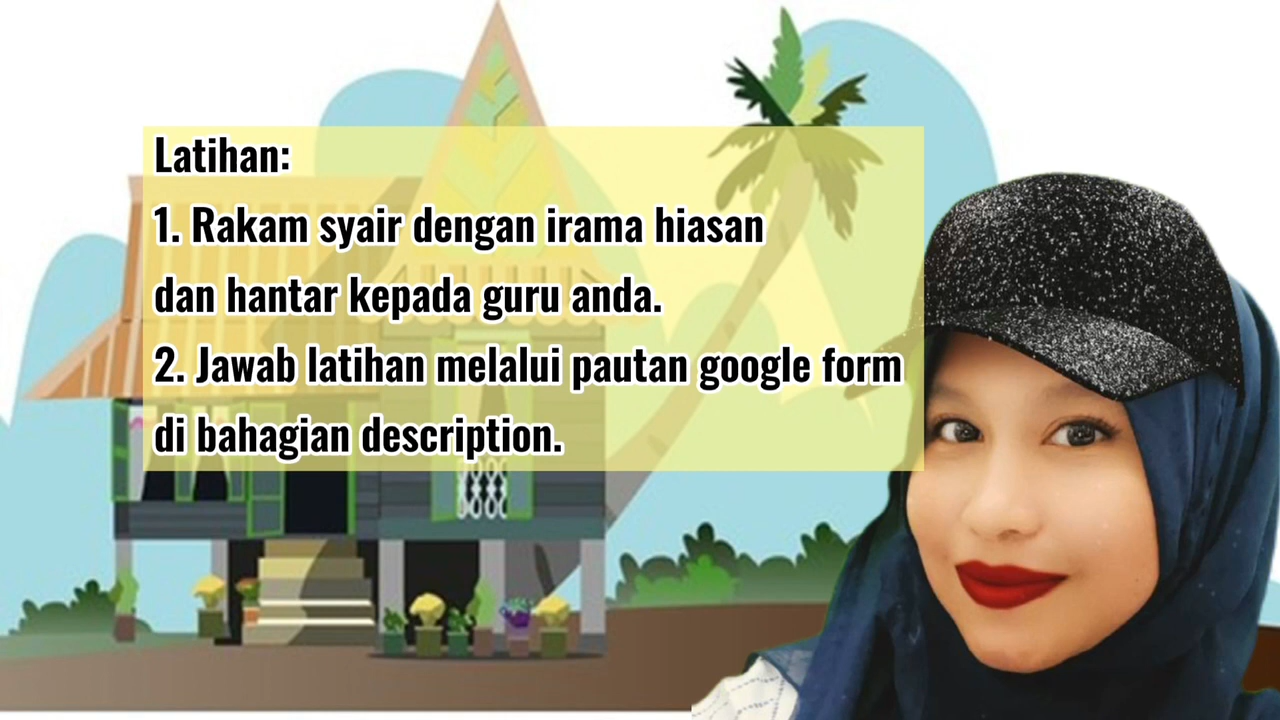 Latihan:
1. Rakam syair dengan irama hiasan
dan hantar kepada guru anda.
2. Jawab latihan melalui pautan google form
di bahagian description.